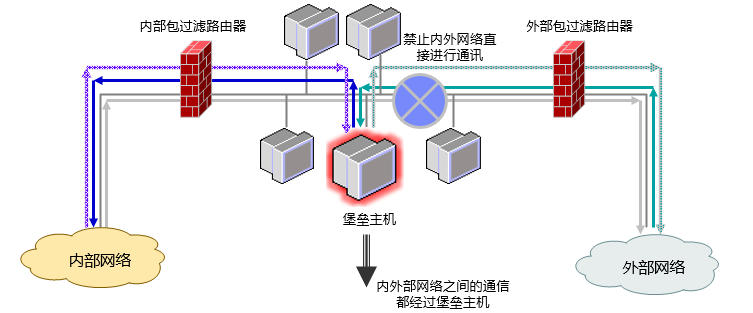 内部包过滤路由器
禁止内外网络直
接进行通讯
外部包过滤路由器
堡垒主机
内部网络
外部网络
内外部网络之间的通信
都经过堡垒主机